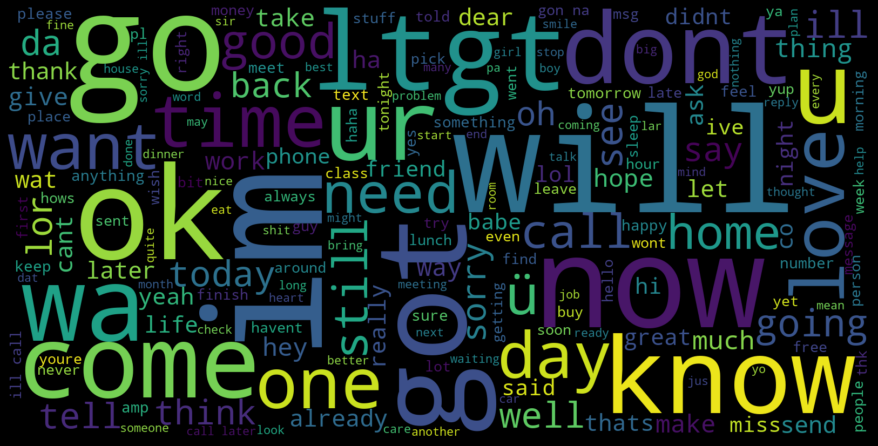 go
ltgt
dont
will
ok
im
now
know
come
got
wa
ur
time
want
need
u
love
day
one
good
home
call
going
still
back
da
ill
thing
thank
give
take
dear
didnt
ha
meet
pick
text
phone
work
friend
hope
see
ask
say
let
ive
night
oh
lol
babe
sorry
way
really
today
later
yeah
life
hey
lor
cant
wat
think
tell
already
well
said
thats
make
miss
send
much
great
hi
ü
co
please
fine
sir
money
stuff
told
gon na
smile
msg
ya
plan
house
sorry ill
pl
right
best
many
girl
stop
boy
pa
went
big
god
nothing
every
reply
morning
place
word
may
haha
tonight
problem
something
tomorrow
late
feel
yup
yes
start
end
coming
lar
hour
sleep
talk
mind
thought
help
week
done
dinner
anything
wish
bit
nice
class
always
leave
room
hows
sent
eat
shit
guy
might
try
lunch
even
happy
wont
number
message
person
first
quite
keep
dat
month
finish
around
long
heart
bring
meeting
getting
find
hello
job
buy
yet
mean
check
havent
sure
next
soon
ready
free
youre
never
better
lot
waiting
car
jus
yo
people
thk
ill call
amp
someone
call later
look
care
another